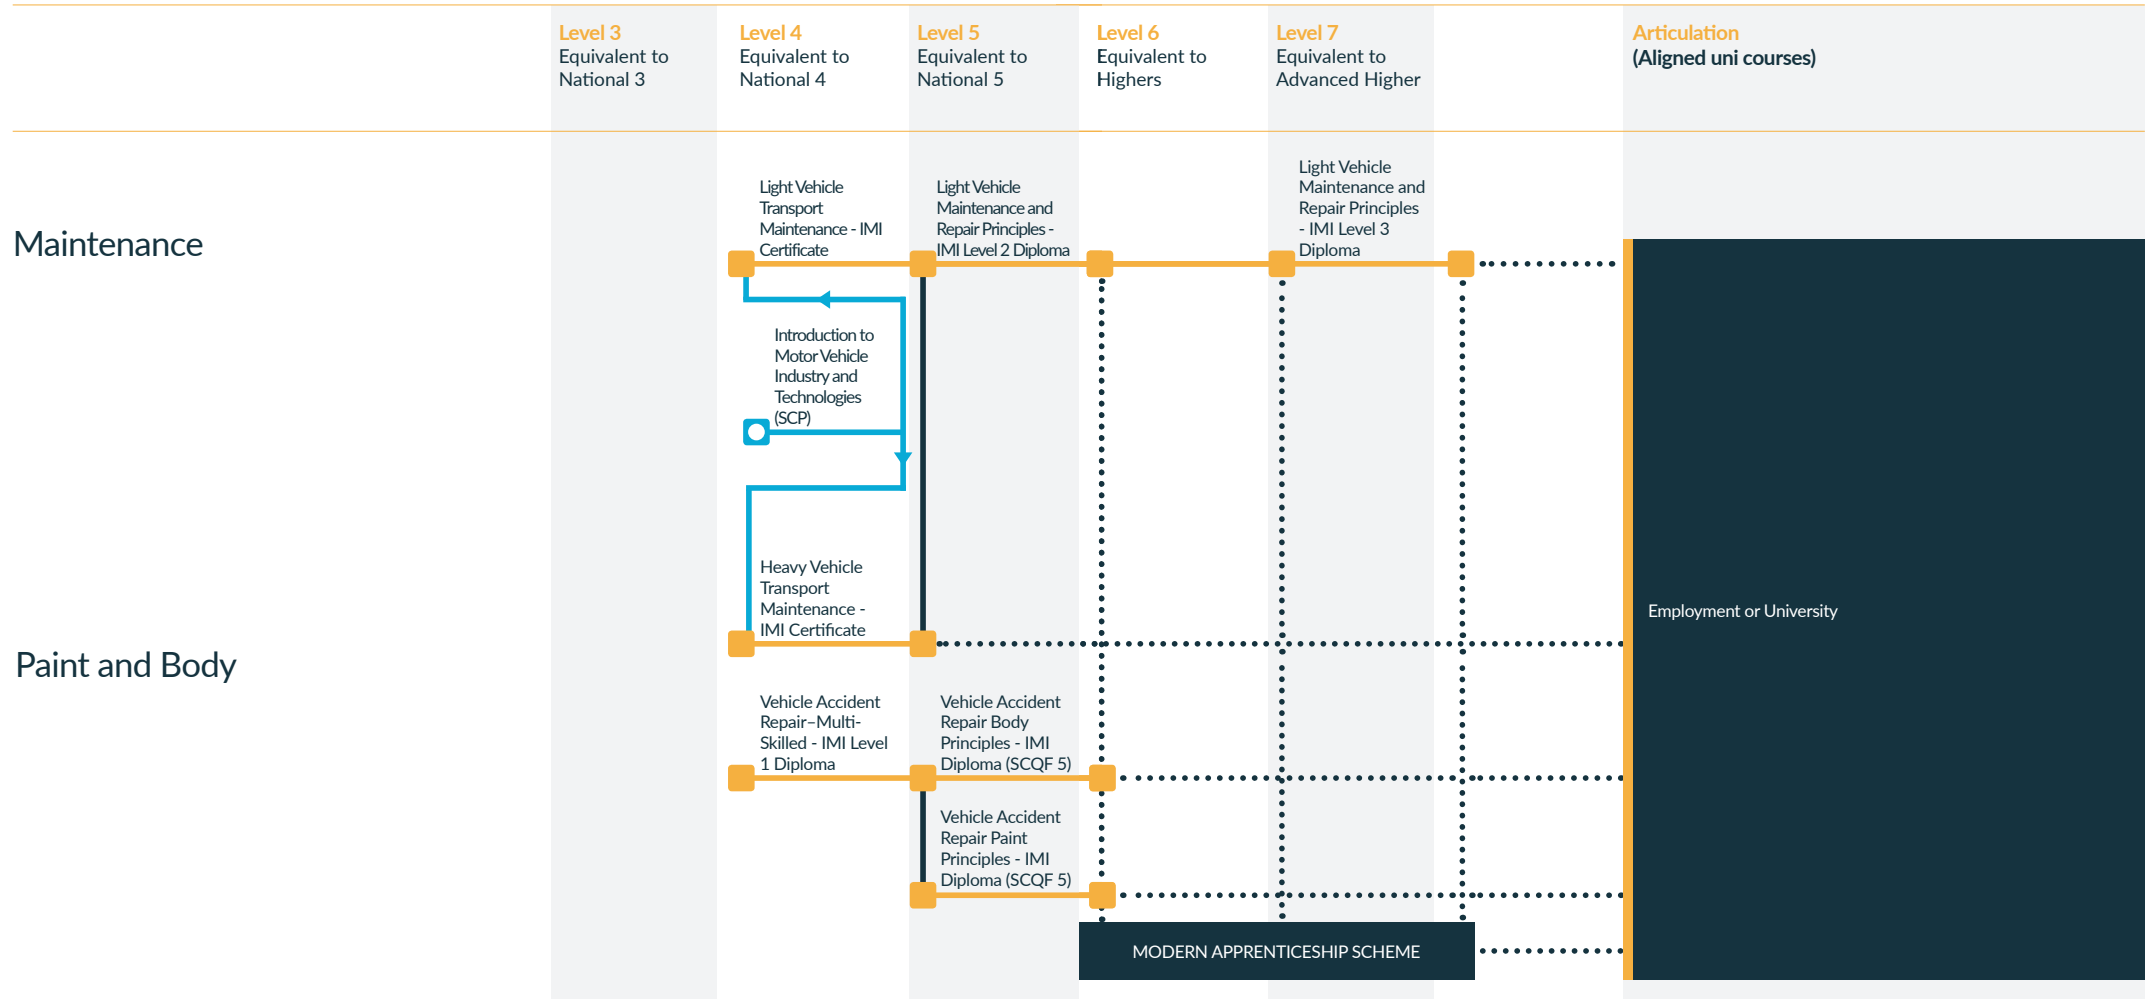 Level 3
Equivalent to
National 3
Level 4
Equivalent to
National 4
Level 5
Equivalent to
National 5
Level 6
Equivalent to
Highers
Level 7
Equivalent to
Advanced Higher
Articulation
(Aligned uni courses)
Maintenance
Light Vehicle
Transport
Maintenance - IMI
Certificate
Light Vehicle
Maintenance and
Repair Principles -
IMI Level 2 Diploma
Light Vehicle
Maintenance and
Repair Principles
- IMI Level 3
Diploma
Introduction to
Motor Vehicle
Industry and
Technologies
(SCP)
Heavy Vehicle
Transport
Maintenance -
IMI Certificate
Employment or University
Paint and Body
Vehicle Accident
Repair–Multi-
Skilled - IMI Level
1 Diploma
Vehicle Accident
Repair Body
Principles - IMI
Diploma (SCQF 5)
Vehicle Accident
Repair Paint
Principles - IMI
Diploma (SCQF 5)
MODERN APPRENTICESHIP SCHEME